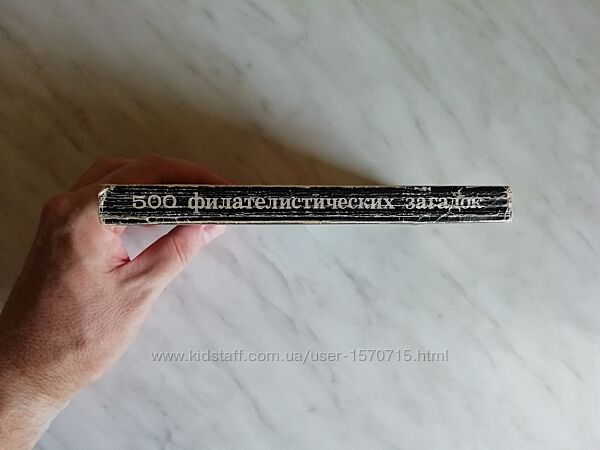 500 филателистических загадок
www.kidstaff.com.ua/user-1570715.html